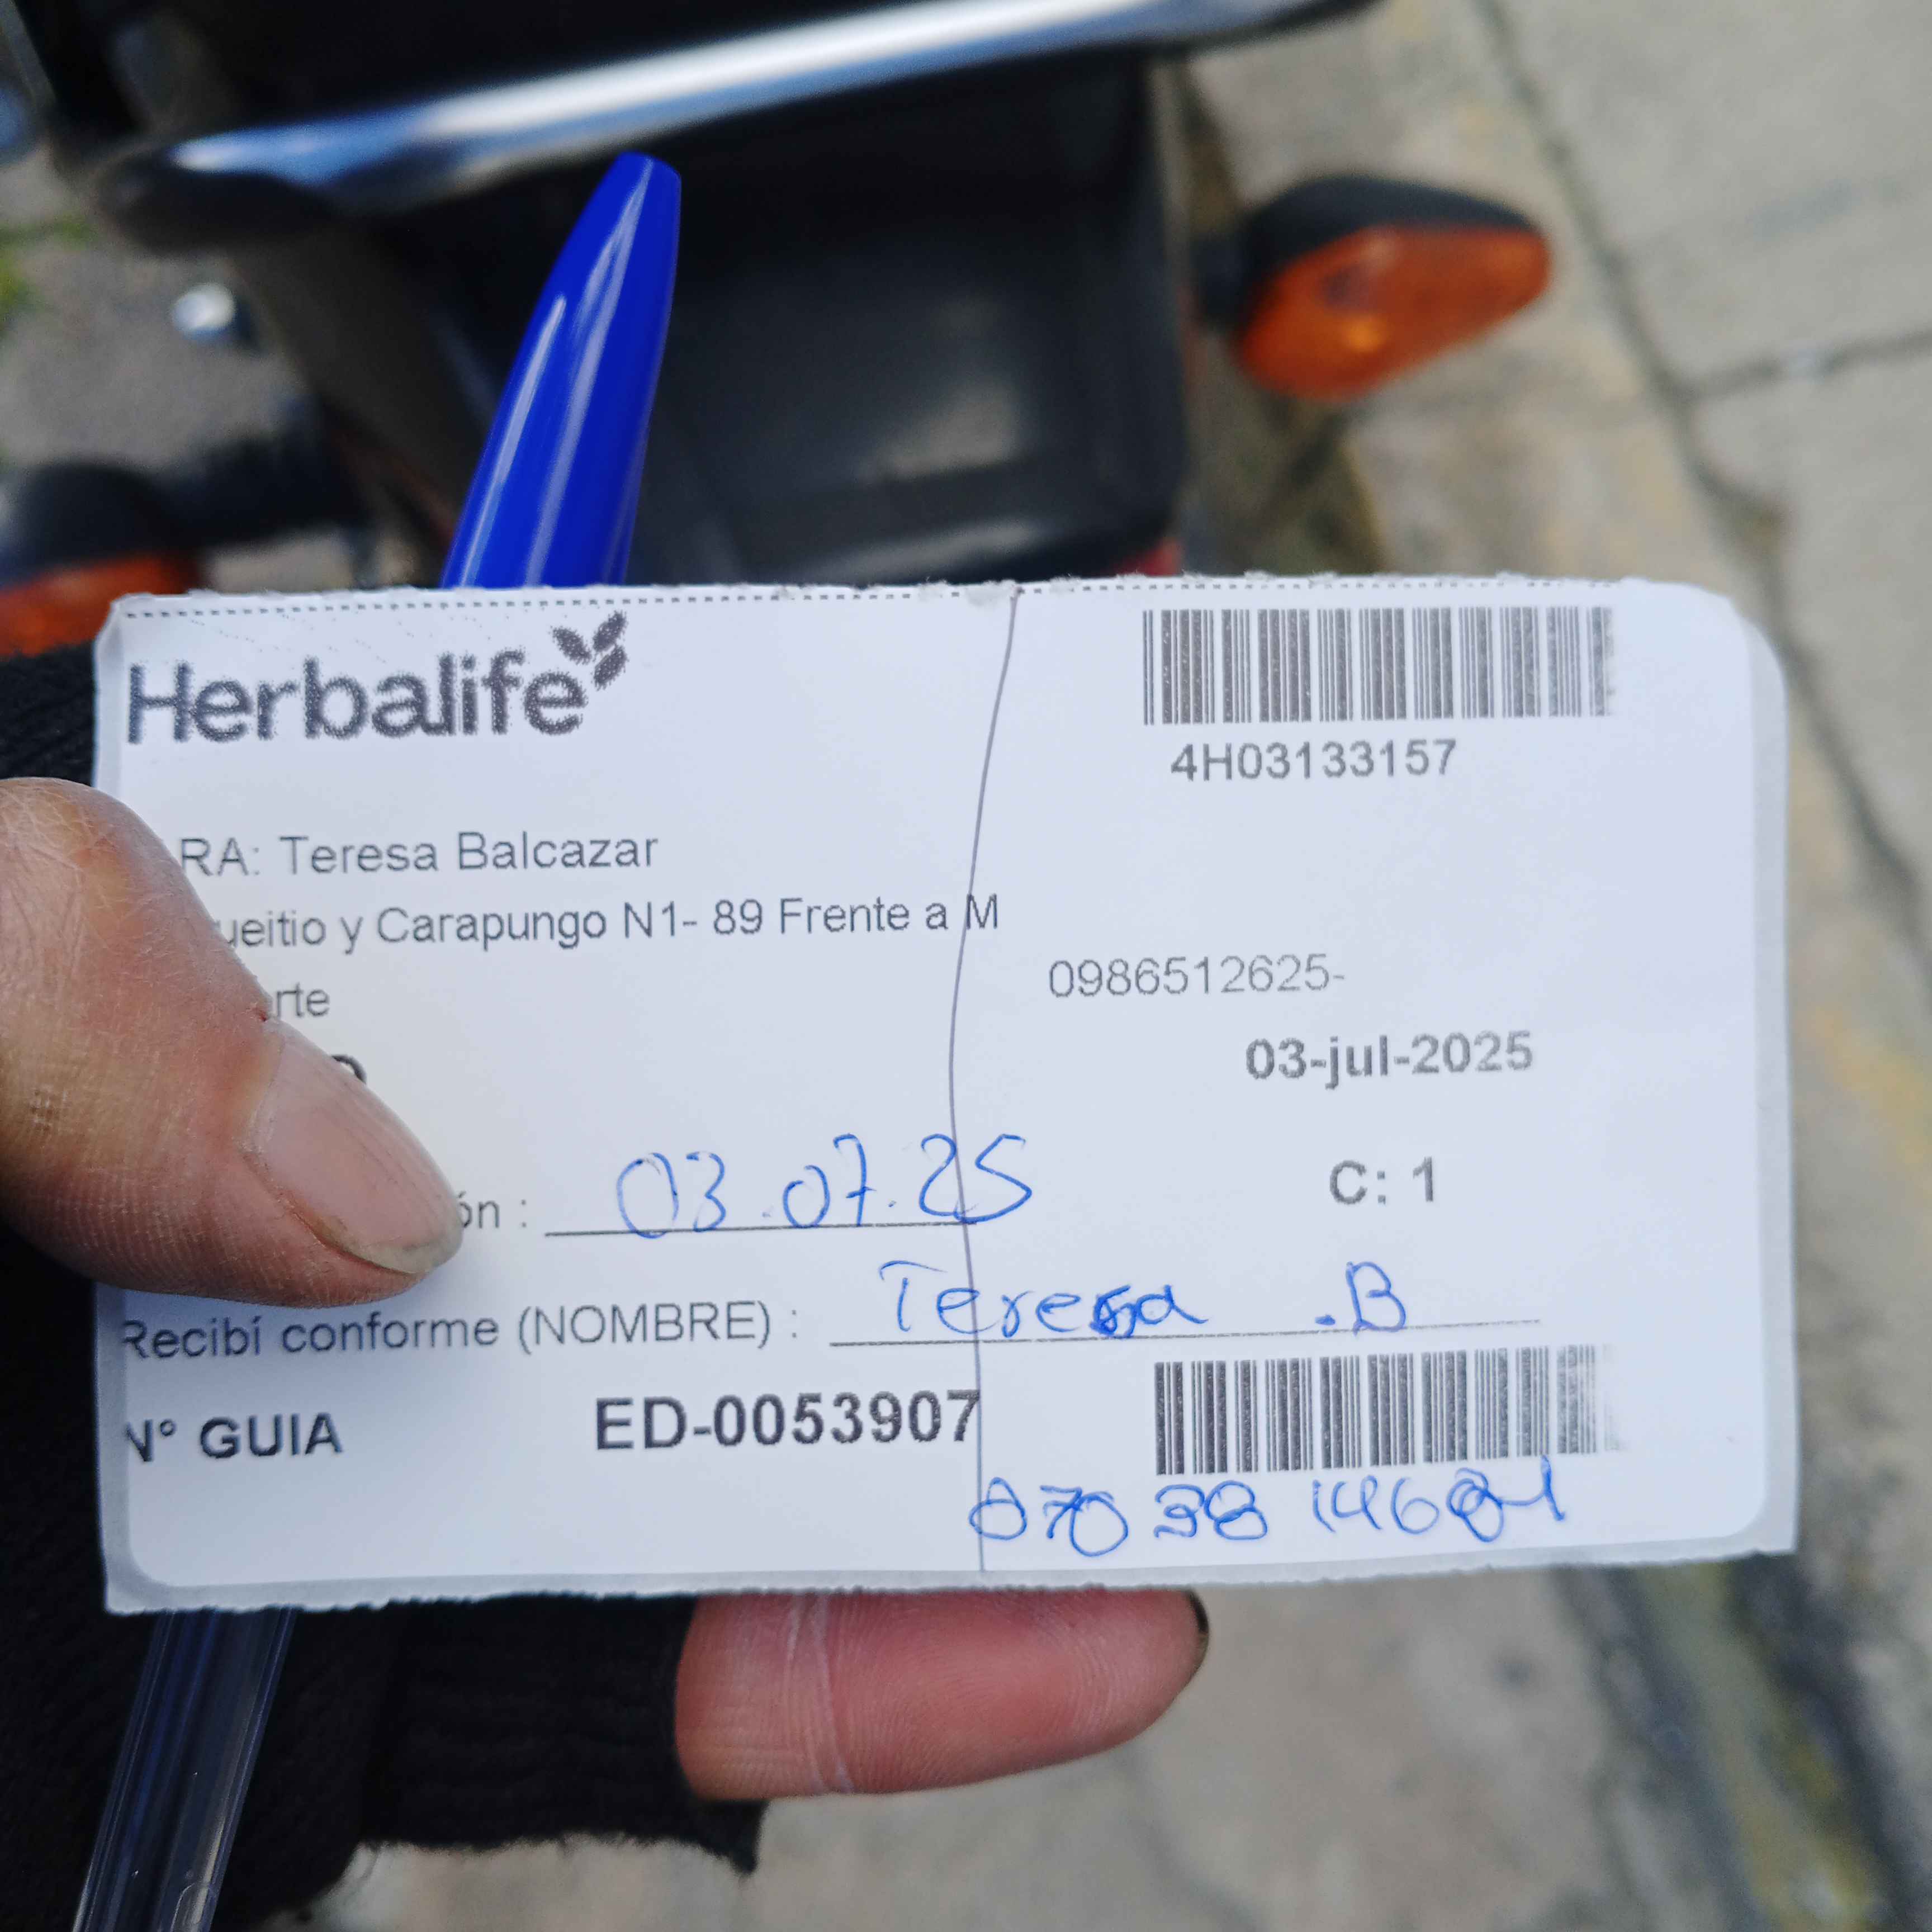 Herbalife
4H03133157
RA: Teresa Balcazar
ueitio y Carapungo N1- 89 Frente a M
0986512625-
rte
03-jul-2025
ón : 03.07.25
C: 1
Recibí conforme (NOMBRE) : Teresa .B
N° GUIA ED-0053907